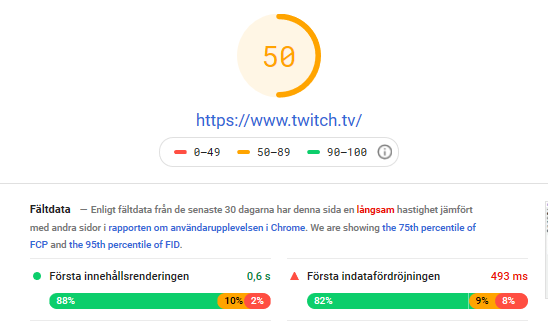 50
https://www.twitch.tv/
0–49 50–89 90–100
Fältdata — Enligt fältdata från de senaste 30 dagarna har denna sida en långsam hastighet jämfört
med andra sidor i rapporten om användarupplevelsen i Chrome. We are showing the 75th percentile of
FCP and the 95th percentile of FID.
Första innehållsrenderingen 0,6 s
Första indatafördröjningen 493 ms
88% 10% 2%
82% 9% 8%